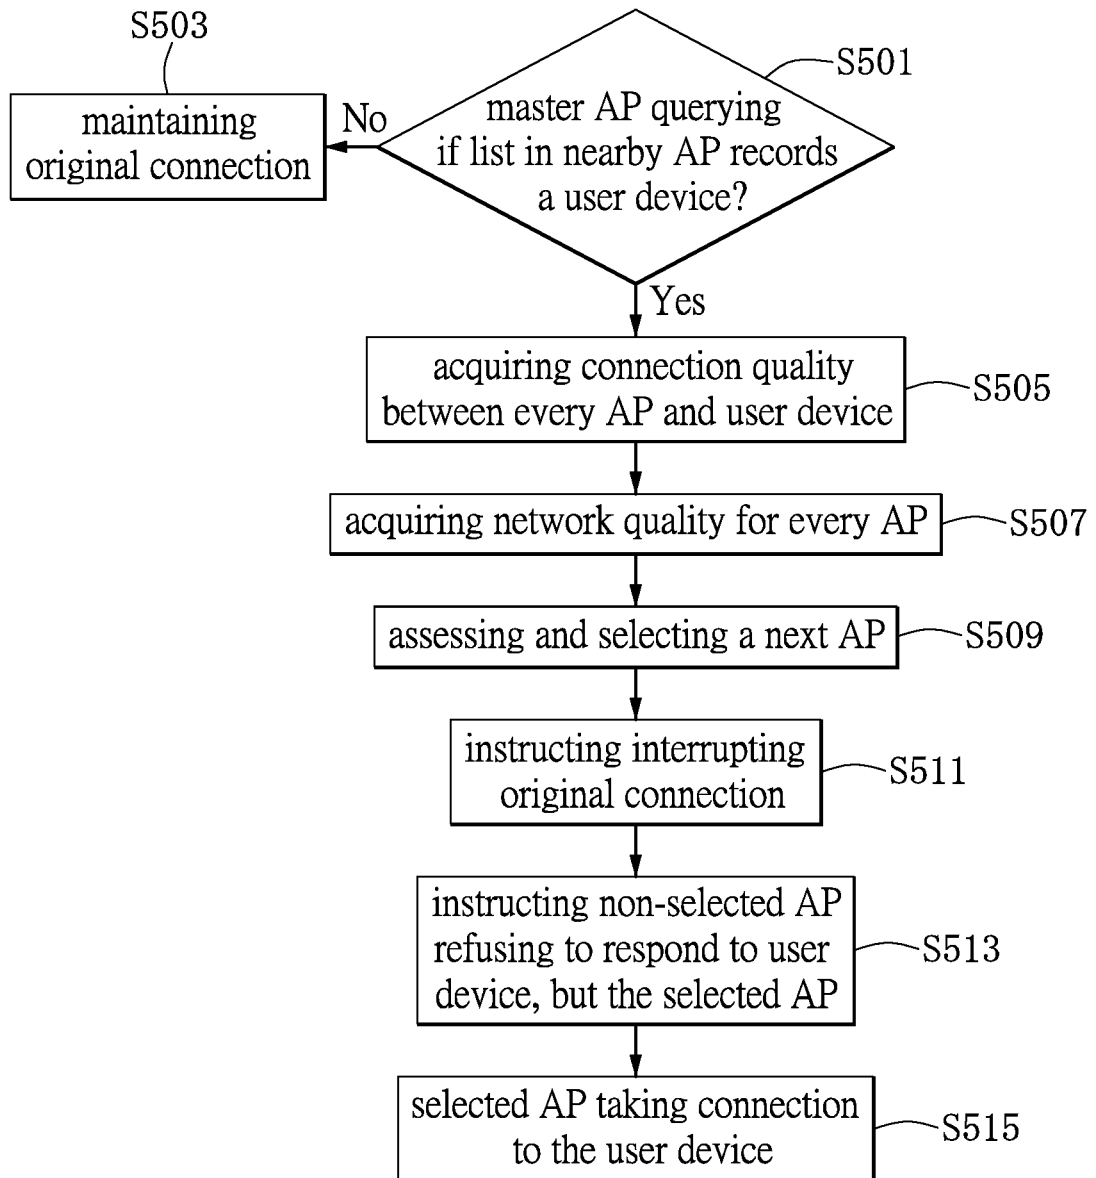 S503
S501
maintaining
original connection
No
master AP querying
if list in nearby AP records
a user device?
Yes
acquiring connection quality
between every AP and user device
S505
acquiring network quality for every AP
S507
assessing and selecting a next AP
S509
instructing interrupting
original connection
S511
instructing non-selected AP
refusing to respond to user
device, but the selected AP
S513
selected AP taking connection
to the user device
S515